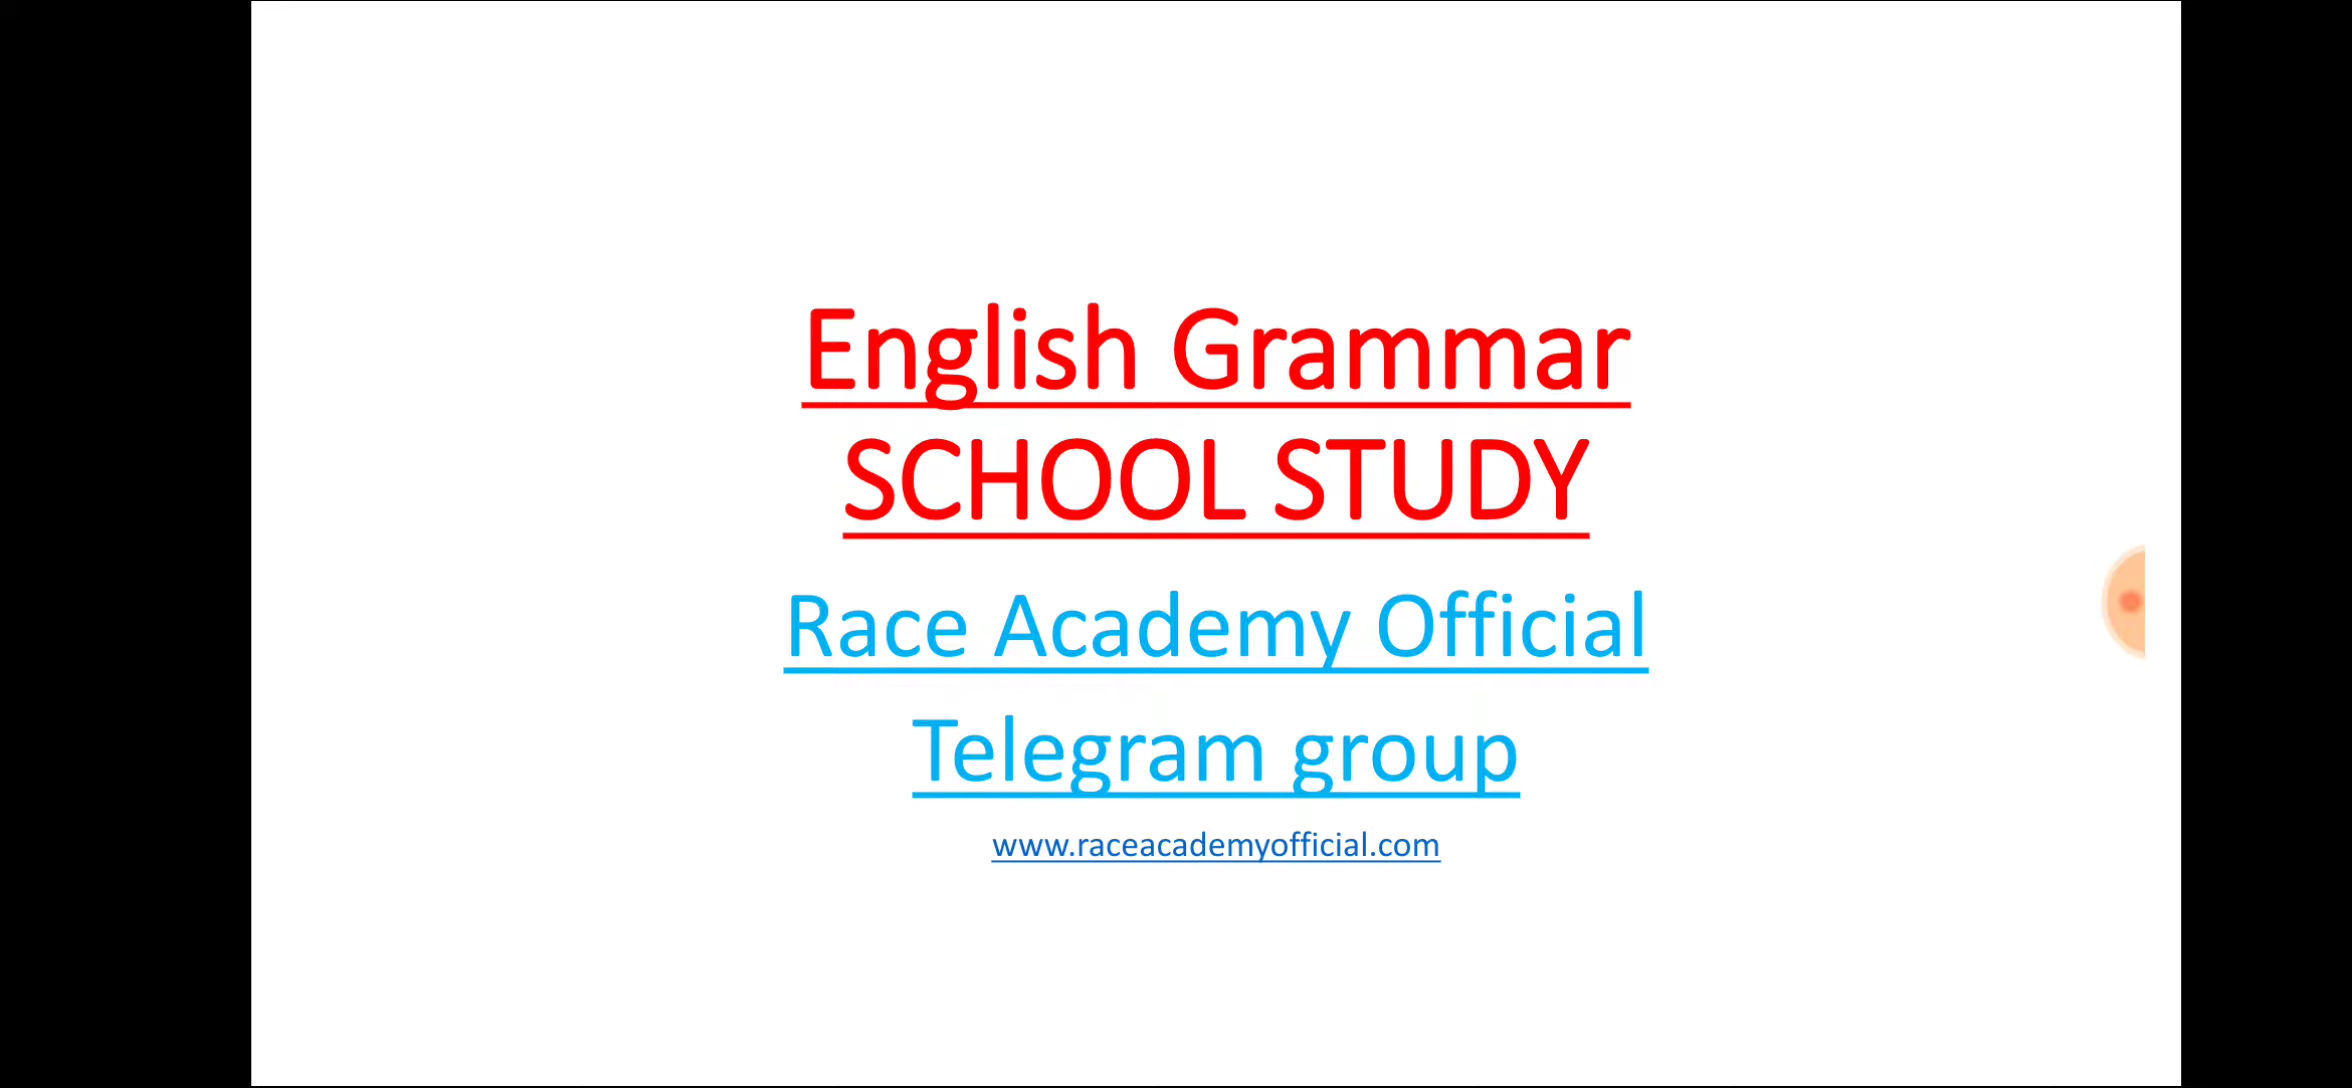 English Grammar
SCHOOL STUDY
Race Academy Official
Telegram group
www.raceacademyofficial.com